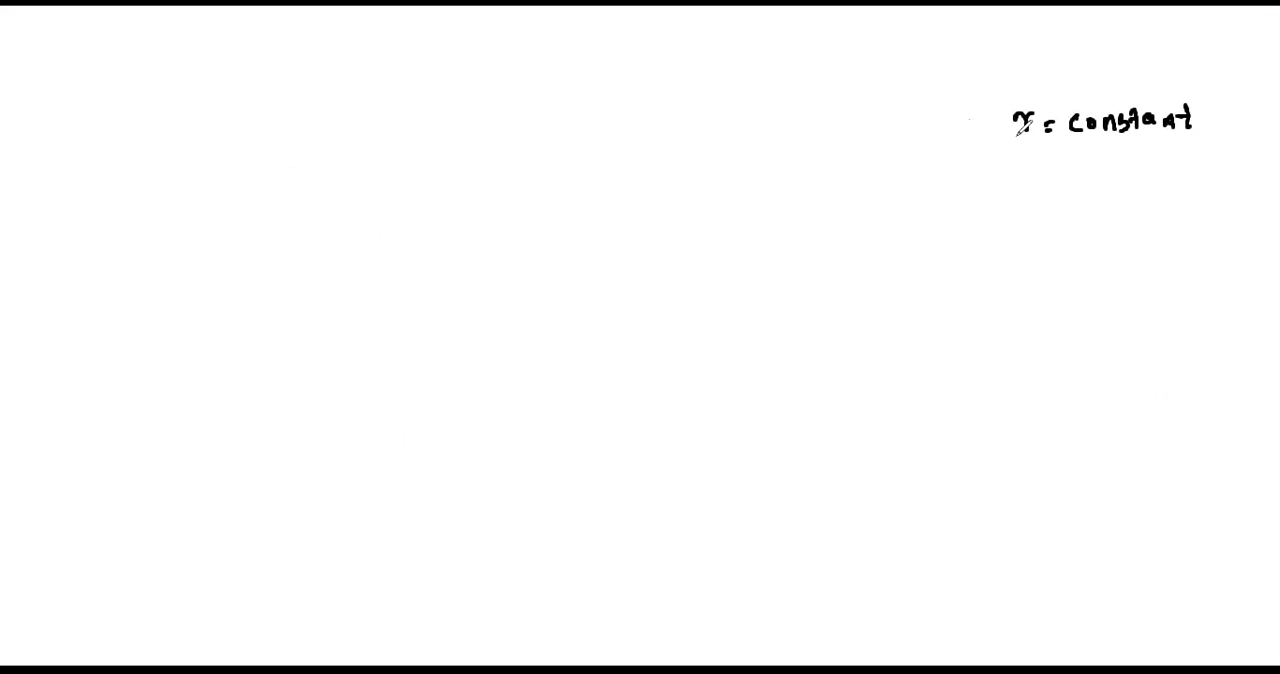 x = constant